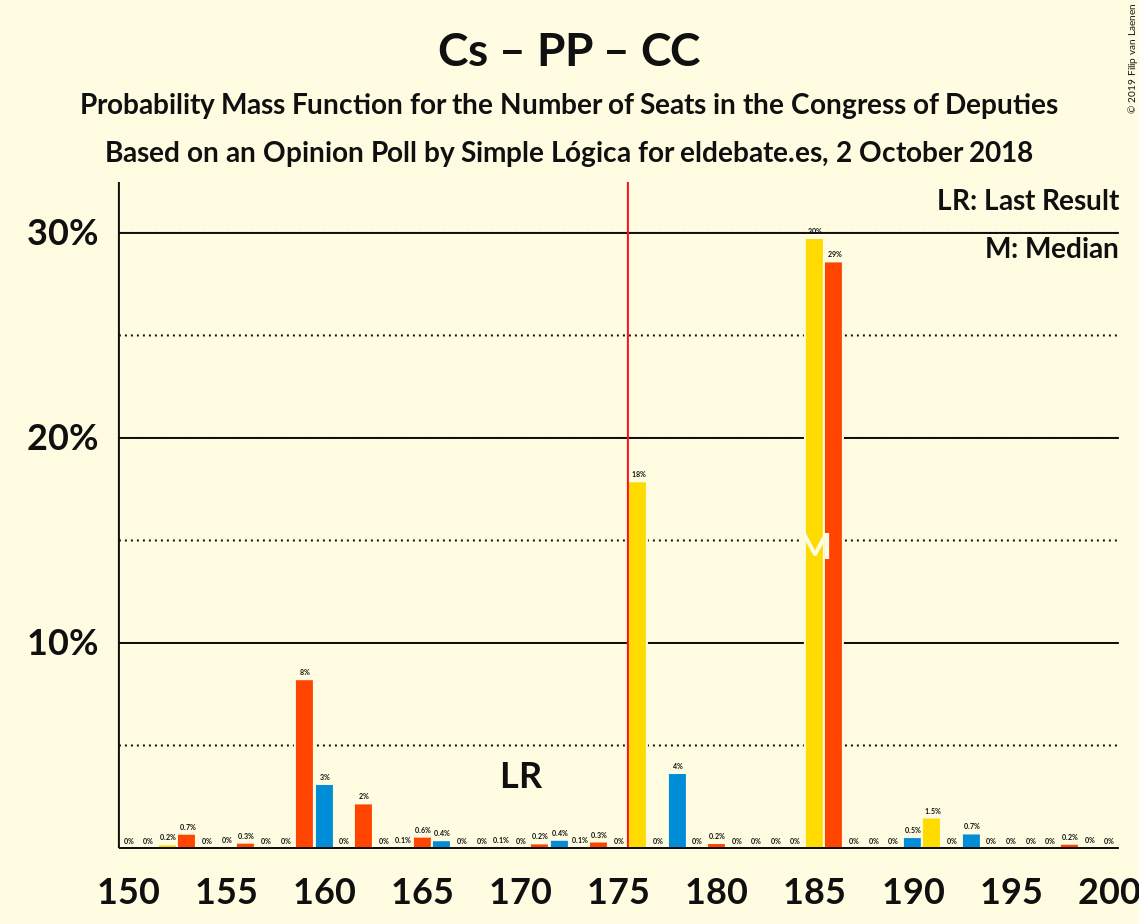 Cs – PP – CC
Probability Mass Function for the Number of Seats in the Congress of Deputies
Based on an Opinion Poll by Simple Lógica for eldebate.es, 2 October 2018
© 2019 Filip van Laenen
LR: Last Result
M: Median
30%
20%
10%
0% 0% 0.2% 0.7% 0% 0% 0.3% 0% 0% 8% 3% 0% 2% 0% 0.1% 0.6% 0.4% 0% 0% 0.1% 0% 0.2% 0.4% 0.1% 0.3% 0% 18% 0% 4% 0% 0.2% 0% 0% 0% 0% 30% 29% 0% 0% 0% 0.5% 1.5% 0% 0.7% 0% 0% 0% 0% 0.2% 0% 0%
LR
M
150 155 160 165 170 175 180 185 190 195 200